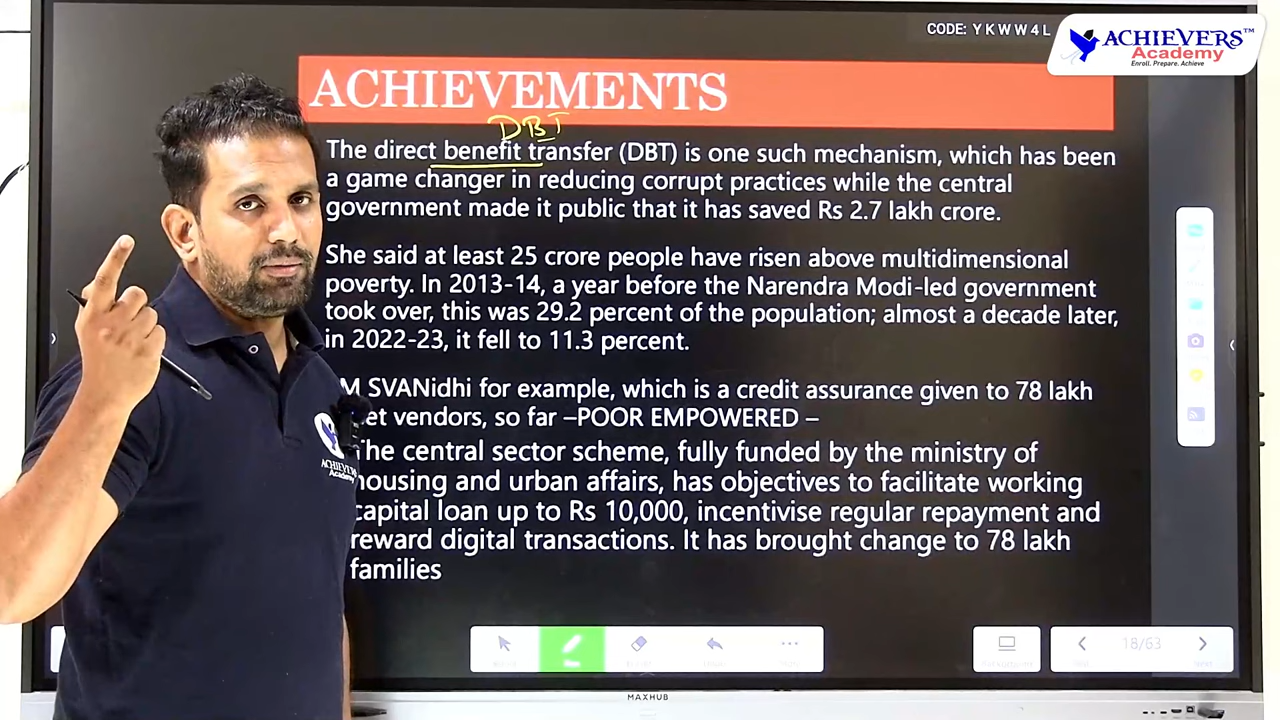 CODE: YKWW4L
ACHIEVERS™
Academy
Enroll. Prepare. Achieve
ACHIEVEMENTS
DBT
The direct benefit transfer (DBT) is one such mechanism, which has been
a game changer in reducing corrupt practices while the central
government made it public that it has saved Rs 2.7 lakh crore.
She said at least 25 crore people have risen above multidimensional
poverty. In 2013-14, a year before the Narendra Modi-led government
took over, this was 29.2 percent of the population; almost a decade later,
in 2022-23, it fell to 11.3 percent.
M SVANidhi for example, which is a credit assurance given to 78 lakh
et vendors, so far –POOR EMPOWERED –
The central sector scheme, fully funded by the ministry of
housing and urban affairs, has objectives to facilitate working
capital loan up to Rs 10,000, incentivise regular repayment and
reward digital transactions. It has brought change to 78 lakh
families
ACHIEVERS
Academy
18/63
MAXHUB